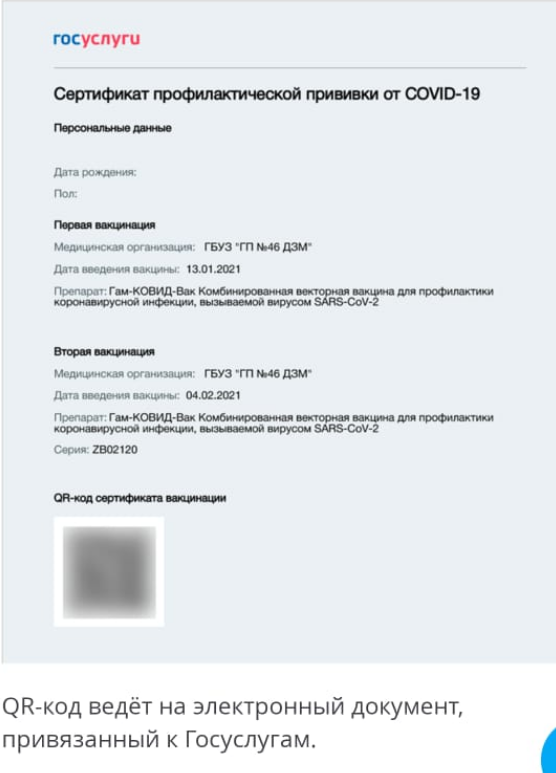 госуслуги
Сертификат профилактической прививки от COVID-19
Персональные данные
Дата рождения:
Пол:
Первая вакцинация
Медицинская организация: ГБУЗ "ГП №46 ДЗМ"
Дата введения вакцины: 13.01.2021
Препарат: Гам-КОВИД-Вак Комбинированная векторная вакцина для профилактики
коронавирусной инфекции, вызываемой вирусом SARS-CoV-2
Вторая вакцинация
Медицинская организация: ГБУЗ "ГП №46 ДЗМ"
Дата введения вакцины: 04.02.2021
Препарат: Гам-КОВИД-Вак Комбинированная векторная вакцина для профилактики
коронавирусной инфекции, вызываемой вирусом SARS-CoV-2
Серия: ZB02120
QR-код сертификата вакцинации
QR-код ведёт на электронный документ,
привязанный к Госуслугам.